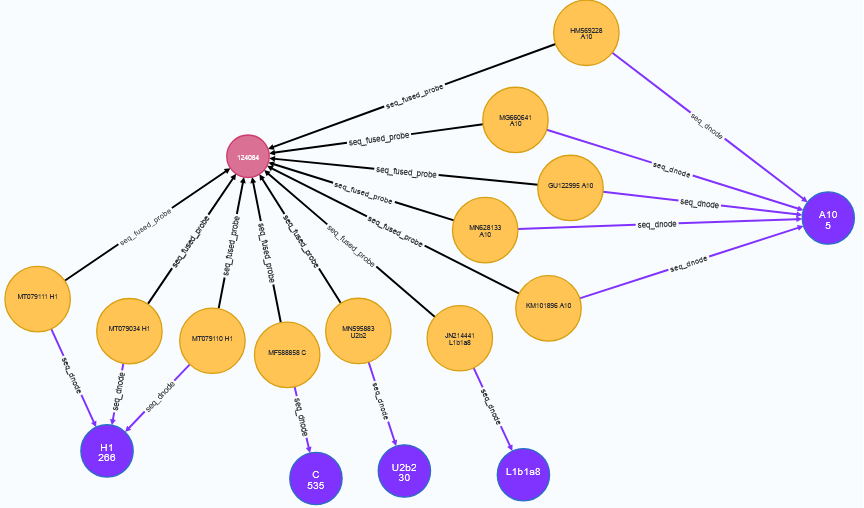 HM569228
A10
seq_fused_probe
seq_dnode
MG660641
A10
seq_fused_probe
seq_dnode
124084
GU122995 A10
seq_fused_probe
seq_dnode
MN528133
A10
seq_fused_probe
seq_dnode
A10
5
KM101896 A10
seq_fused_probe
seq_dnode
MT079111 H1
seq_fused_probe
seq_dnode
MT079034 H1
seq_fused_probe
seq_dnode
MT079110 H1
seq_fused_probe
seq_dnode
MF588858 C
seq_fused_probe
seq_dnode
MN595883
U2b2
seq_fused_probe
seq_dnode
JN214441
L1b1a8
seq_fused_probe
seq_dnode
H1
266
C
535
U2b2
30
L1b1a8